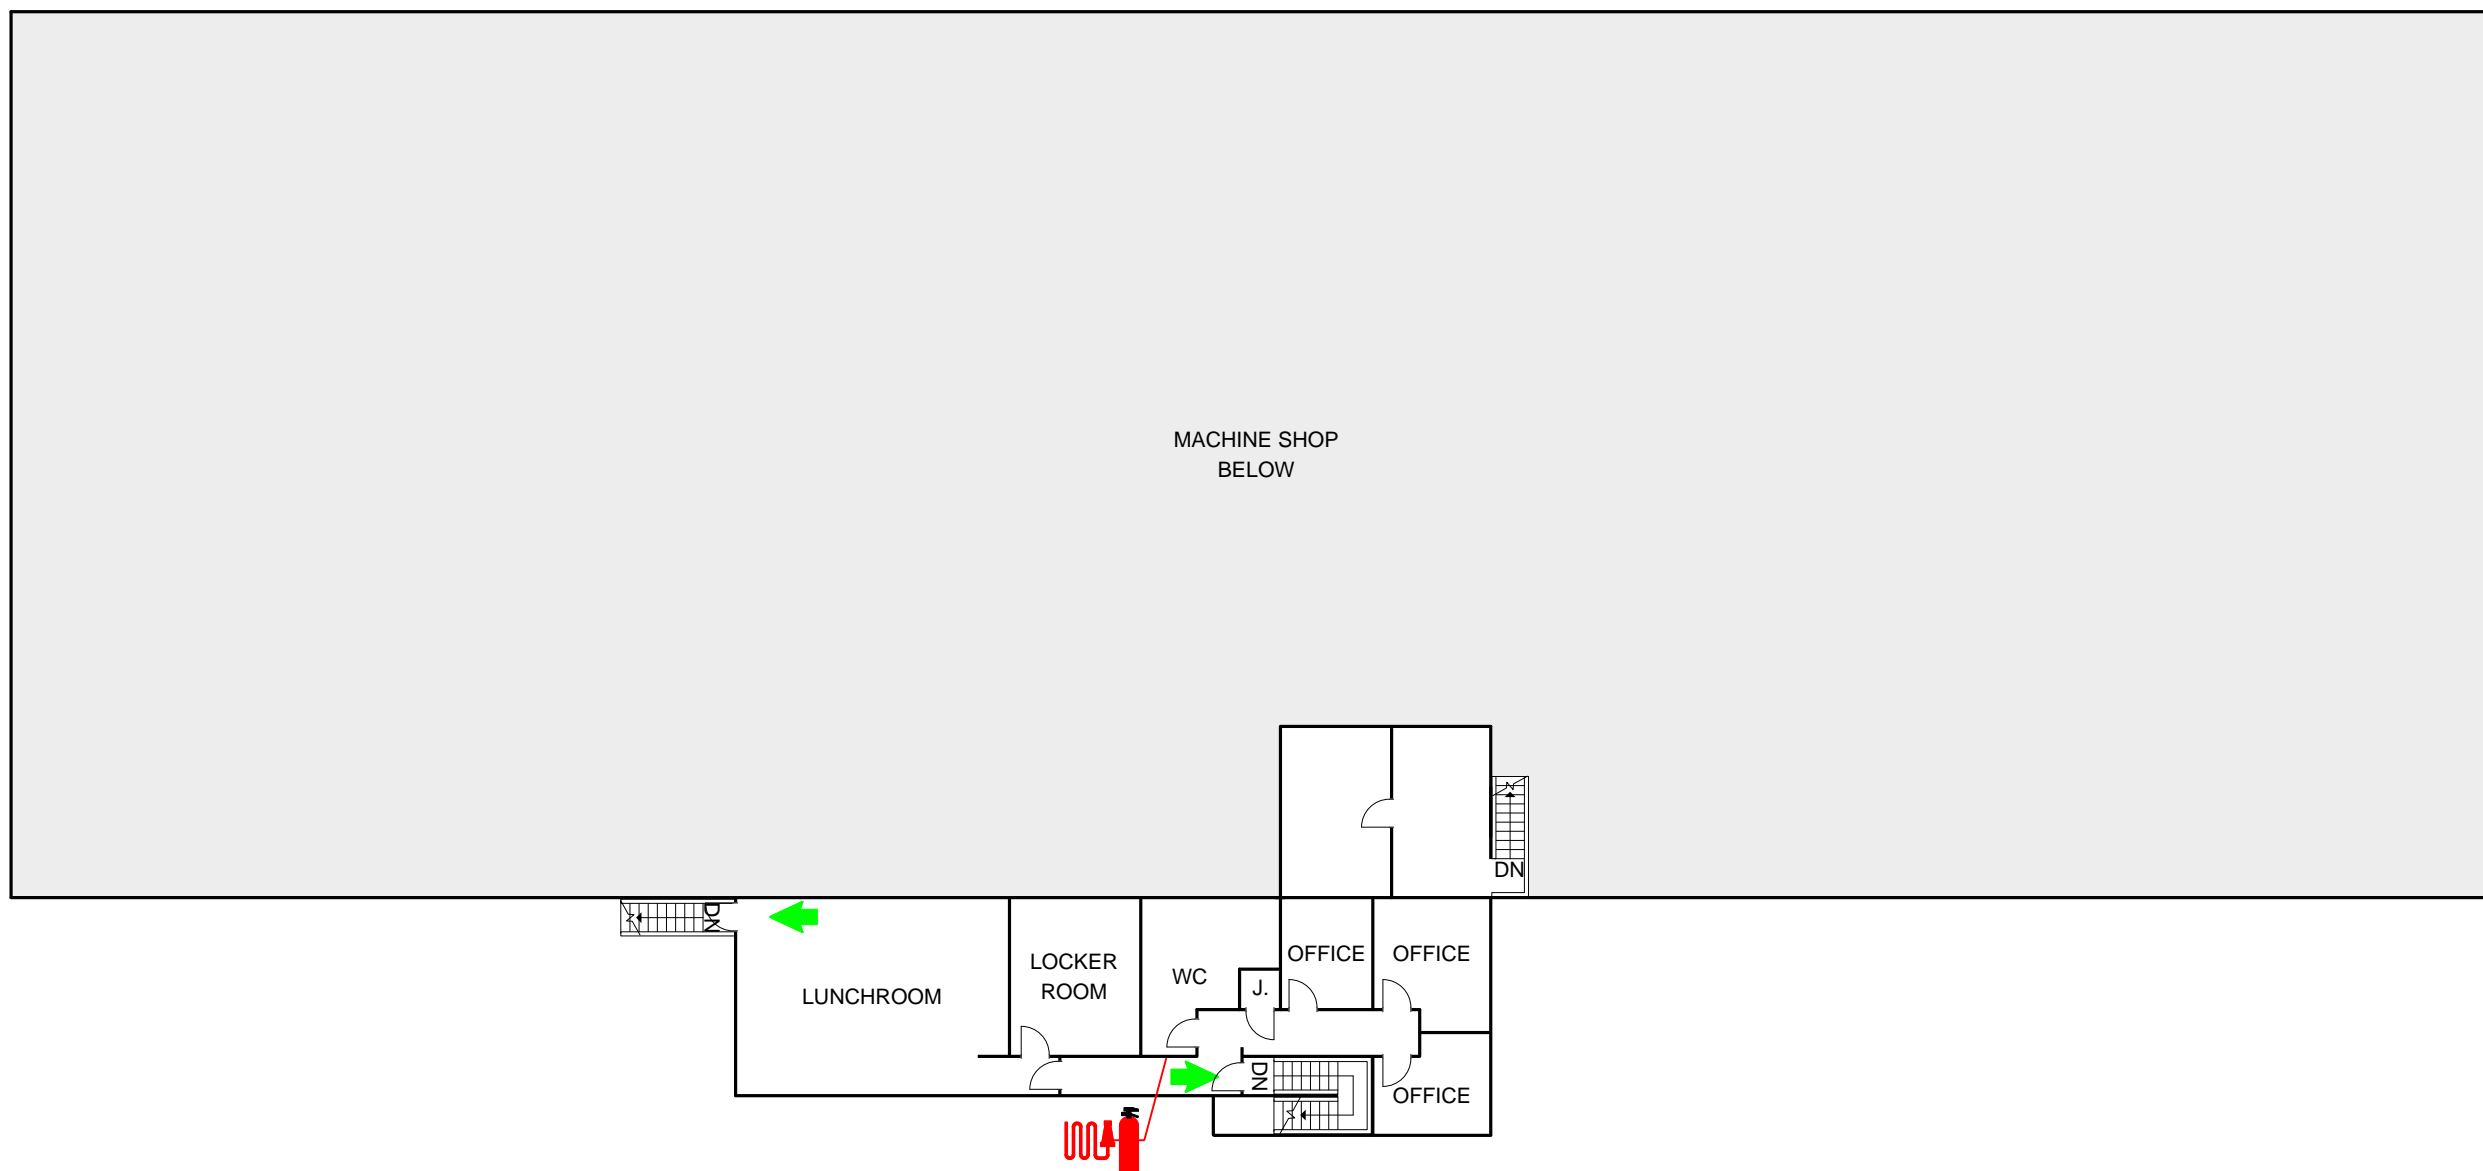 MACHINE SHOP
BELOW
DN
DN
LOCKER
ROOM
WC
OFFICE
OFFICE
LUNCHROOM
J.
DN
OFFICE